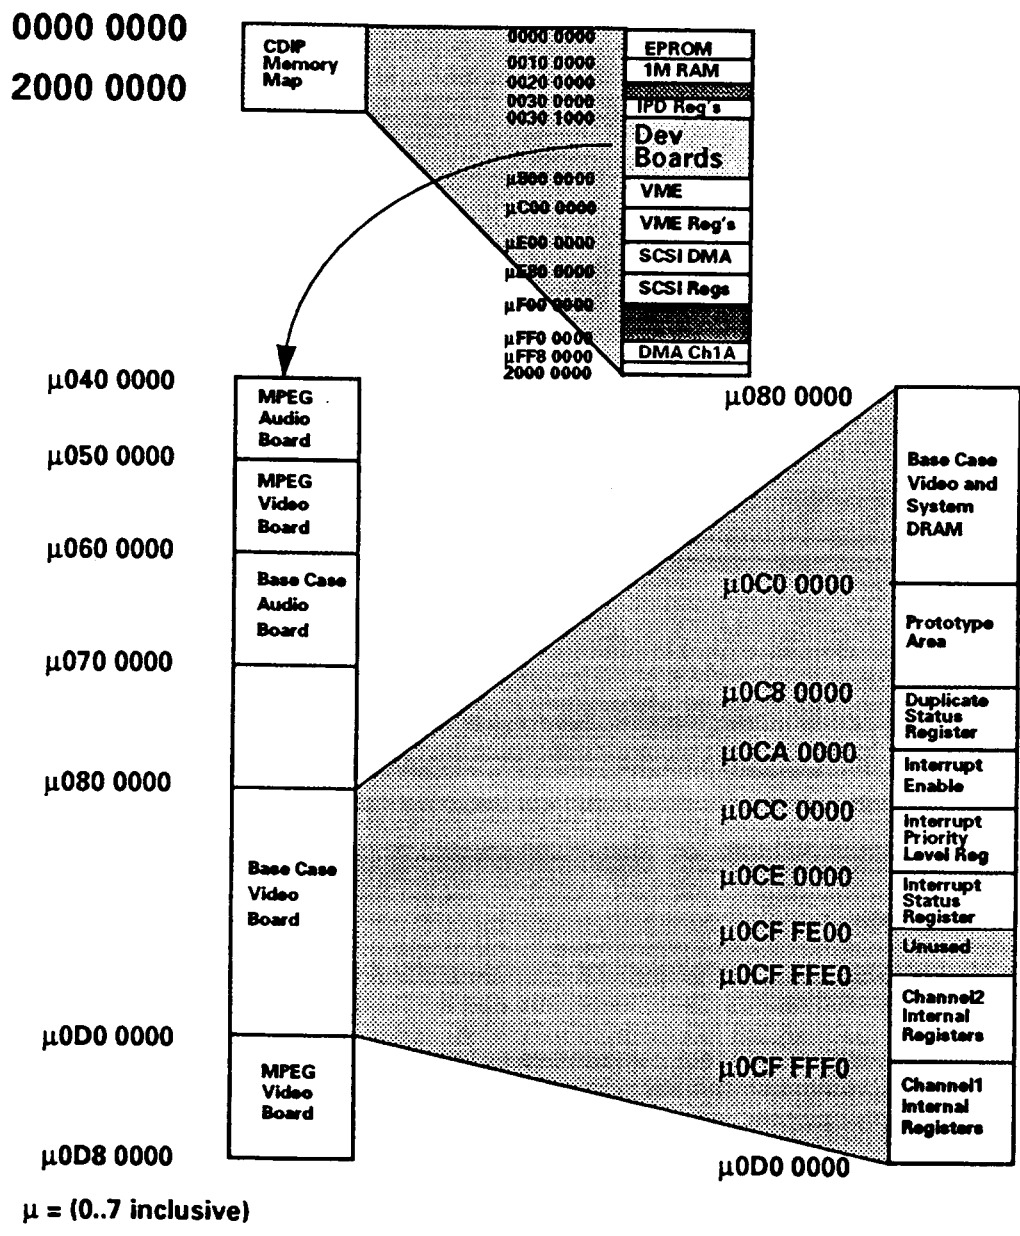 0000 0000
2000 0000
CDIP
Memory
Map
0000 0000
0010 0000
0020 0000
0030 0000
0030 1000
µB00 0000
µC00 0000
µE00 0000
µE80 0000
µF00 0000
µFF0 0000
µFF8 0000
2000 0000
EPROM
1M RAM
IPD Reg's
Dev
Boards
VME
VME Reg's
SCSI DMA
SCSI Regs
DMA Ch1A
µ040 0000
µ050 0000
µ060 0000
µ070 0000
µ080 0000
µ0D0 0000
µ0D8 0000
MPEG
Audio
Board
MPEG
Video
Board
Base Case
Audio
Board
Base Case
Video
Board
MPEG
Video
Board
µ080 0000
µ0C0 0000
µ0C8 0000
µ0CA 0000
µ0CC 0000
µ0CE 0000
µ0CF FE00
µ0CF FFE0
µ0CF FFF0
µ0D0 0000
Base Case
Video and
System
DRAM
Prototype
Area
Duplicate
Status
Register
Interrupt
Enable
Interrupt
Priority
Level Reg
Interrupt
Status
Register
Unused
Channel2
Internal
Registers
Channel1
Internal
Registers
µ = (0..7 inclusive)